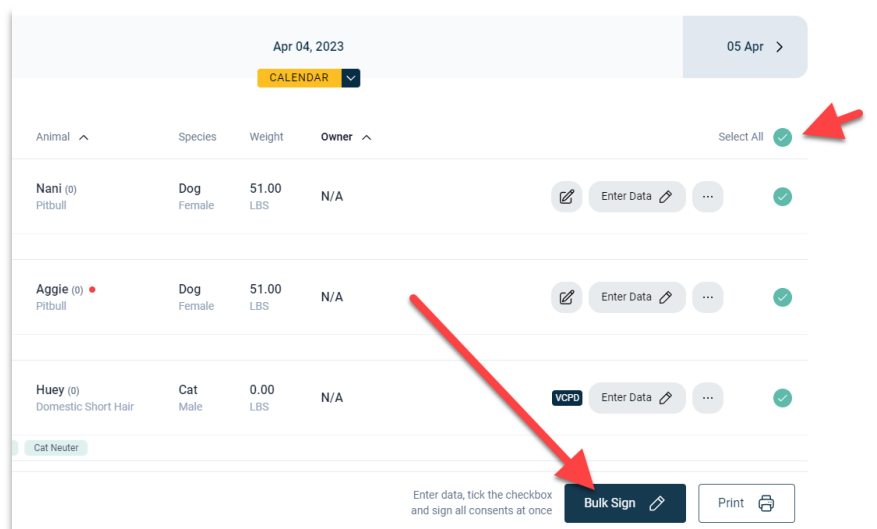 Apr 04, 2023
05 Apr
CALENDAR
Animal Species Weight Owner Select All
Nani (0) Dog 51.00 N/A Enter Data ...
Pitbull Female LBS
Aggie (0) Dog 51.00 N/A Enter Data ...
Pitbull Female LBS
Huey (0) Cat 0.00 N/A VCPD Enter Data ...
Domestic Short Hair Male LBS
Cat Neuter
Enter data, tick the checkbox
and sign all consents at once
Bulk Sign
Print